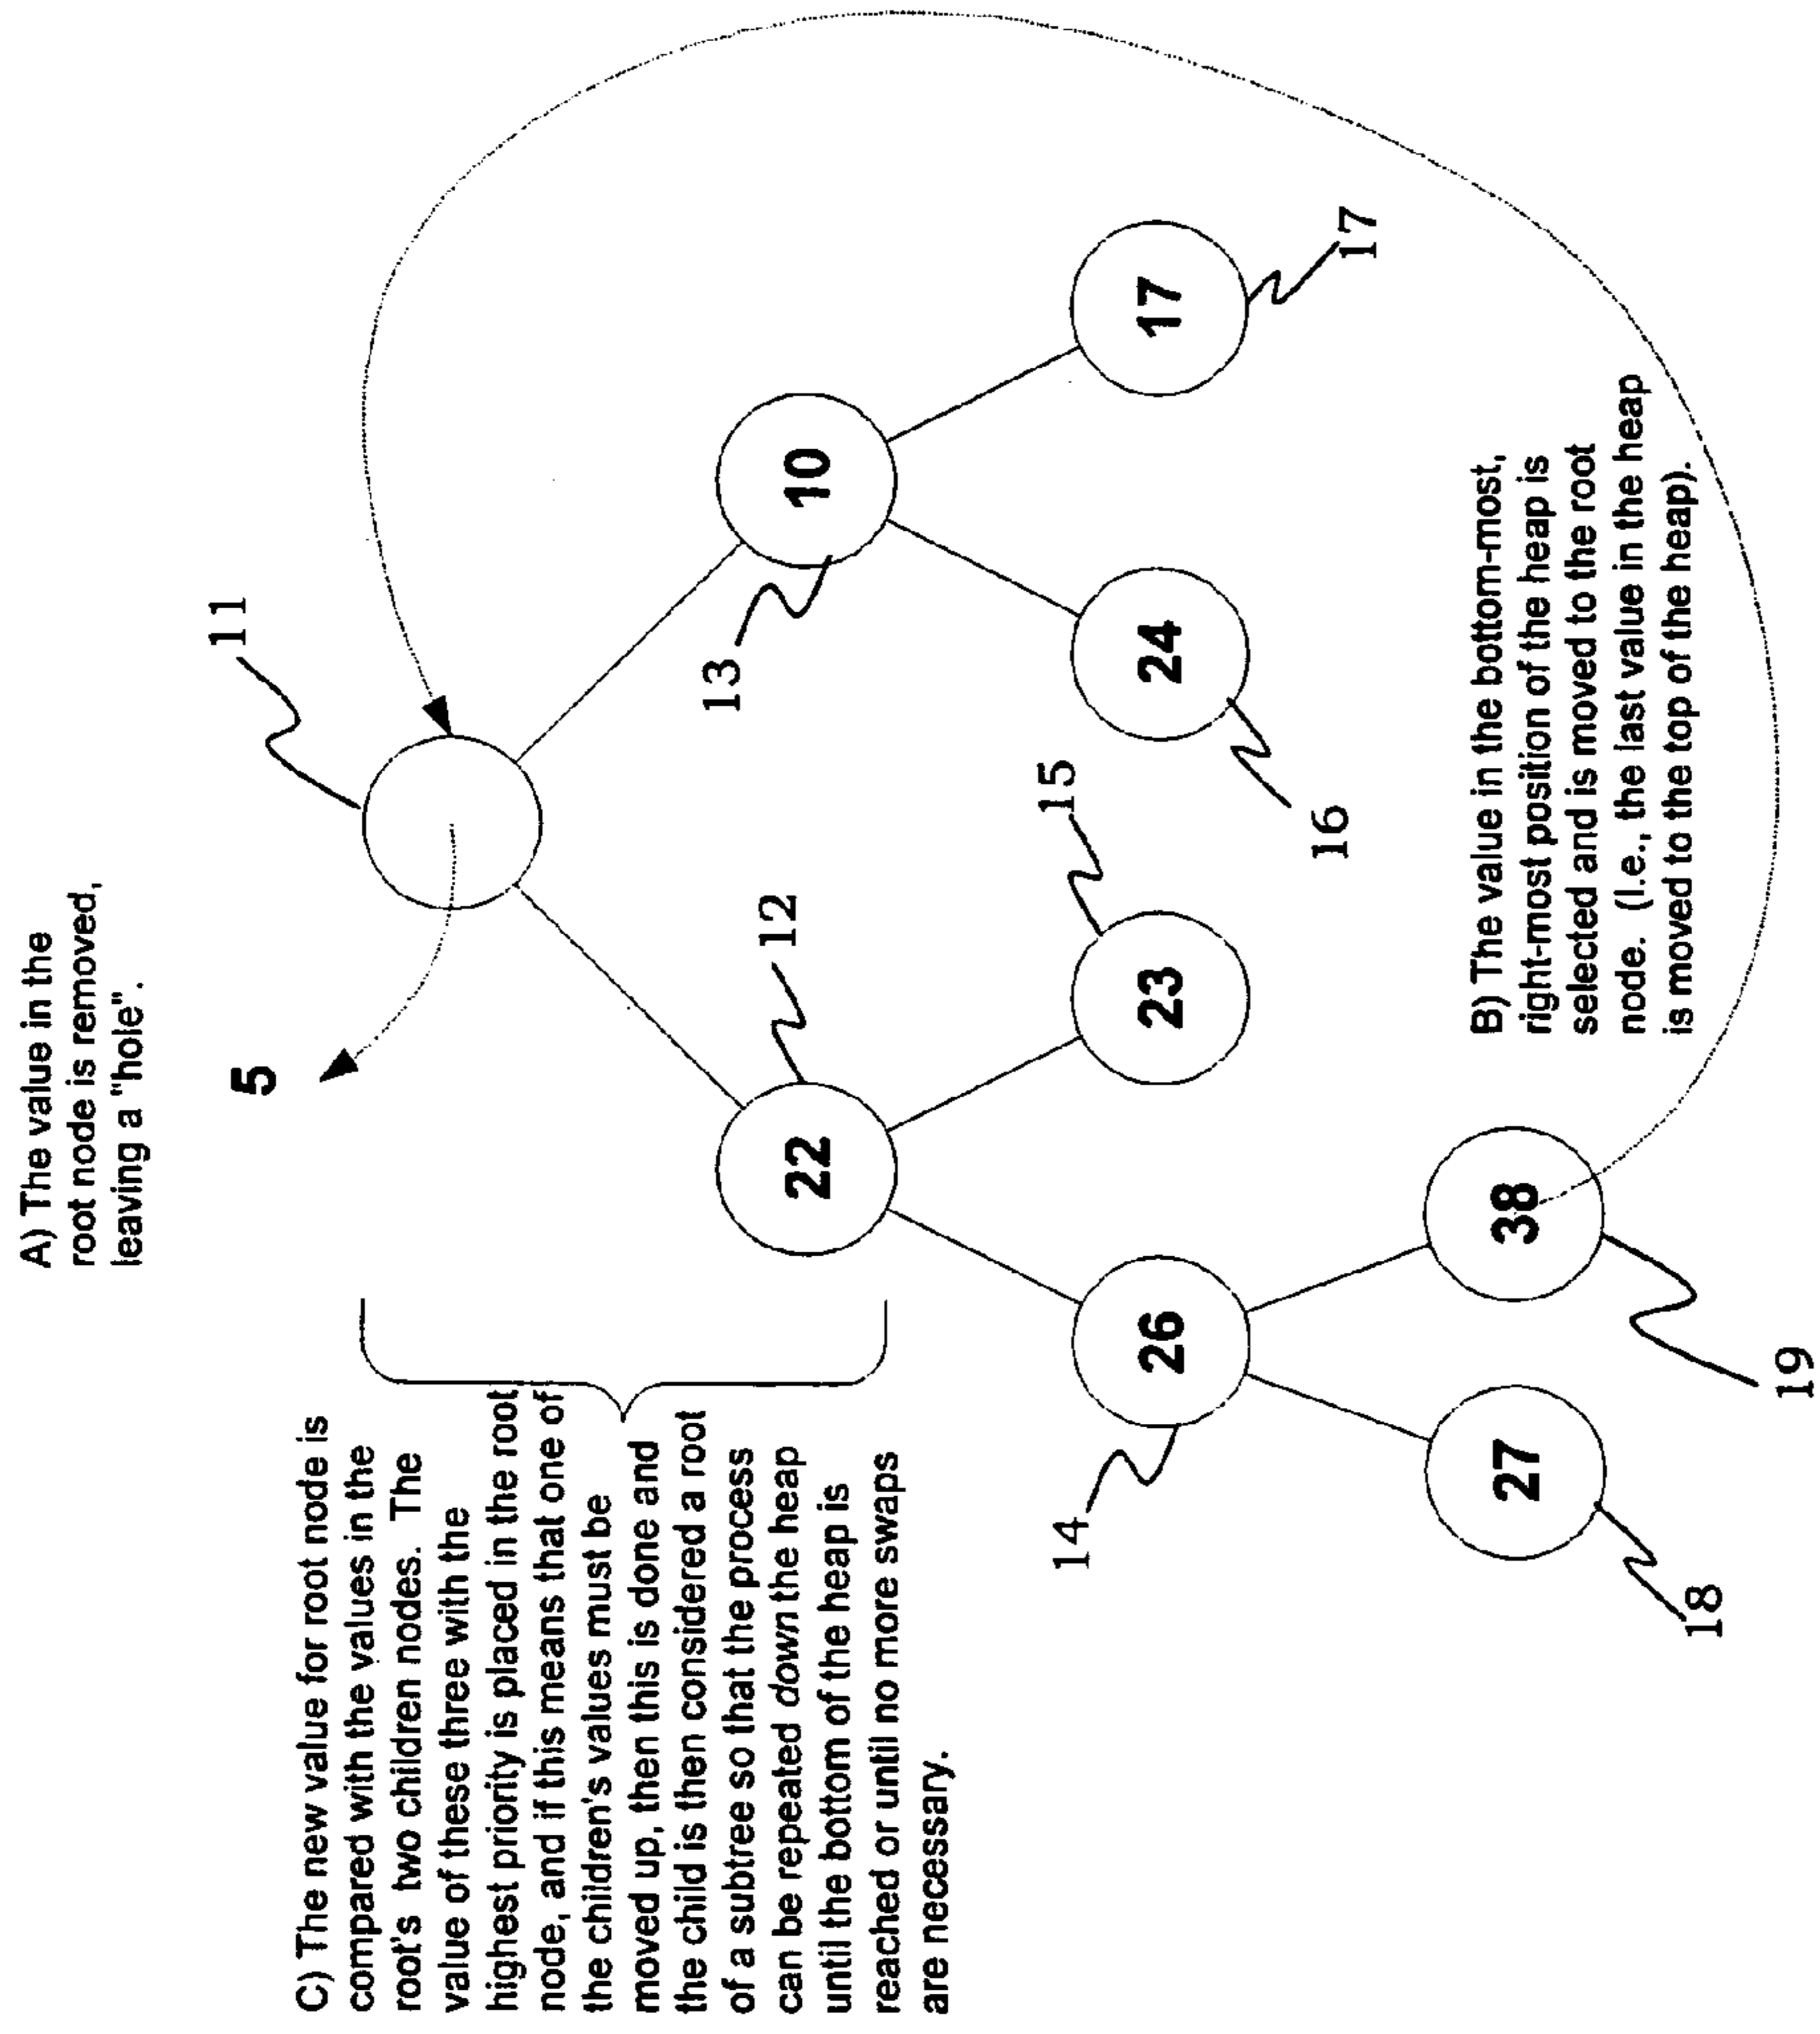 A) The value in the
root node is removed,
leaving a "hole".
5
11
C) The new value for root node is
compared with the values in the
root's two children nodes. The
value of these three with the
highest priority is placed in the root
node, and if this means that one of
the children's values must be
moved up, then this is done and
the child is then considered a root
of a subtree so that the process
can be repeated down the heap
until the bottom of the heap is
reached or until no more swaps
are necessary.
12
13
22
10
14
15
16
17
26
23
24
17
18
19
27
38
B) The value in the bottom-most,
right-most position of the heap is
selected and is moved to the root
node. (I.e., the last value in the heap
is moved to the top of the heap).